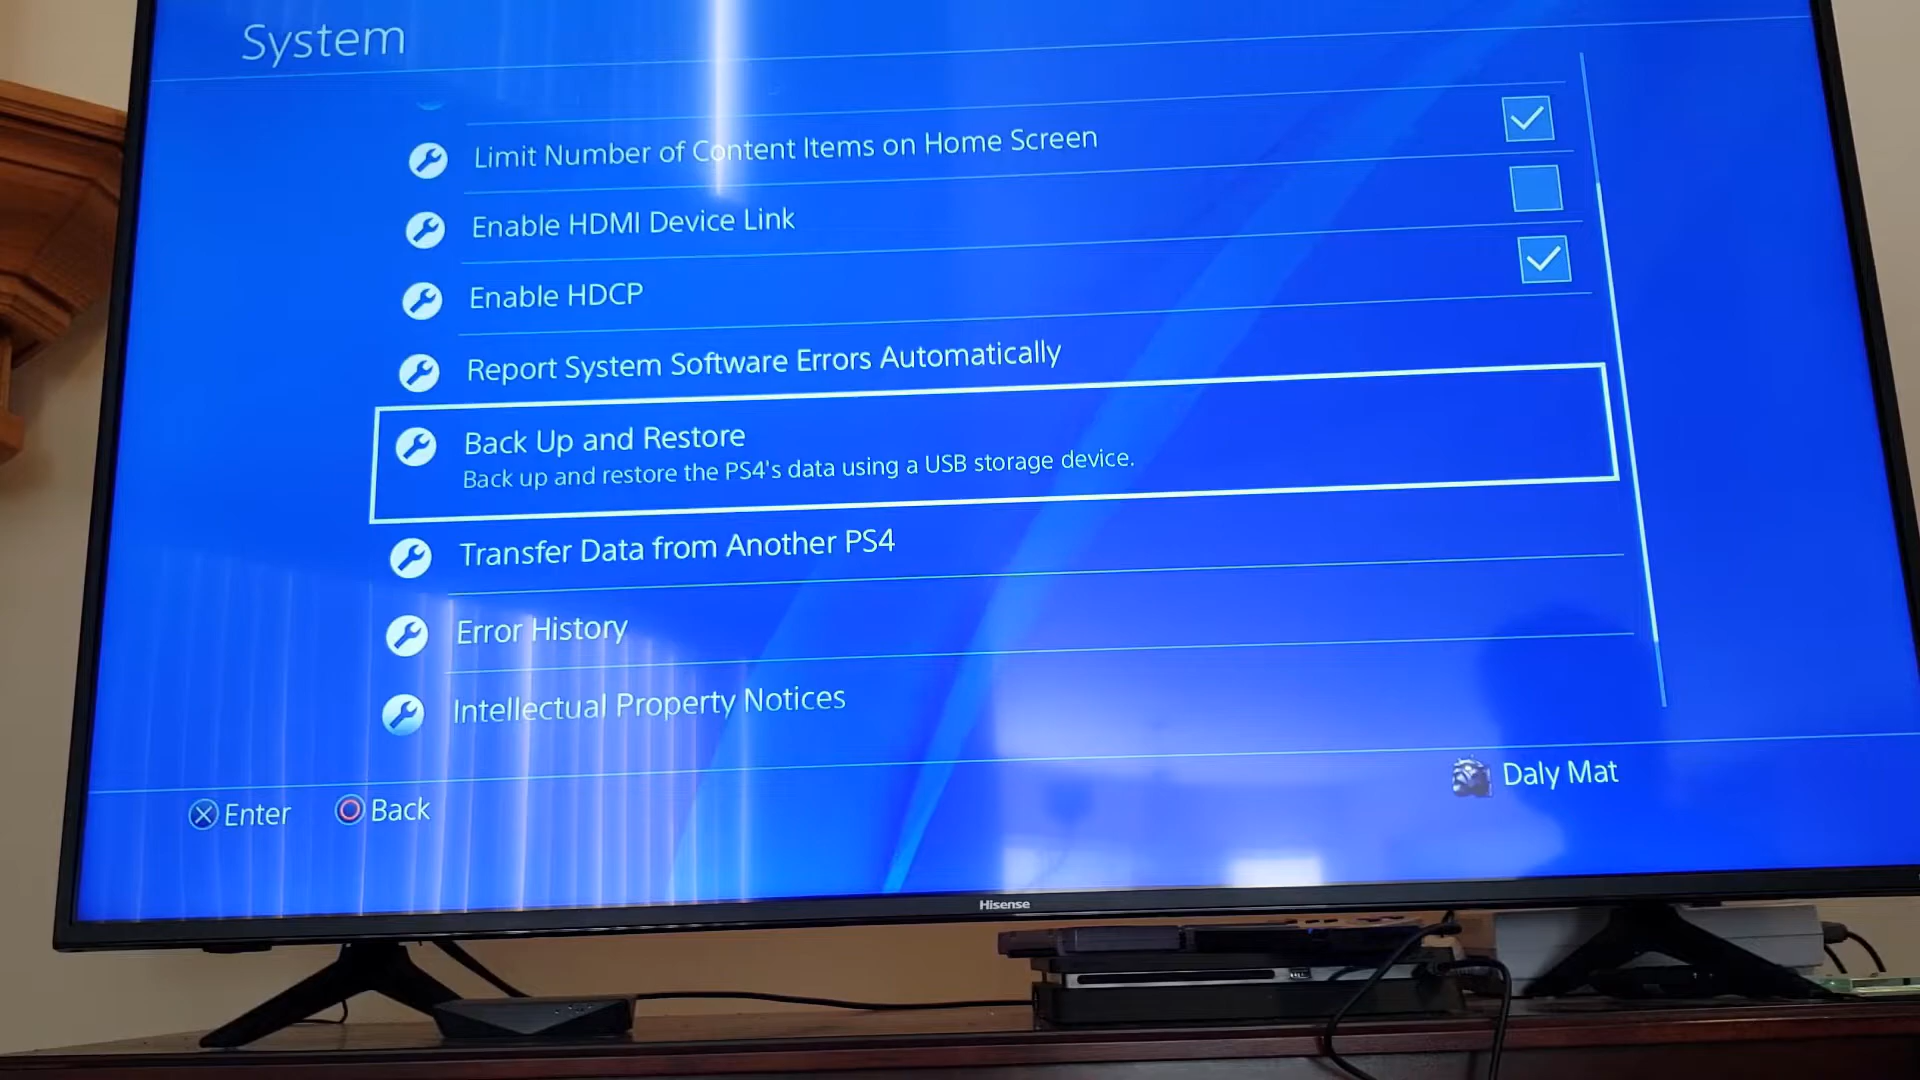 System
Limit Number of Content Items on Home Screen
Enable HDMI Device Link
Enable HDCP
Report System Software Errors Automatically
Back Up and Restore
Back up and restore the PS4's data using a USB storage device.
Transfer Data from Another PS4
Error History
Intellectual Property Notices
Enter
Back
Daly Mat
Hisense